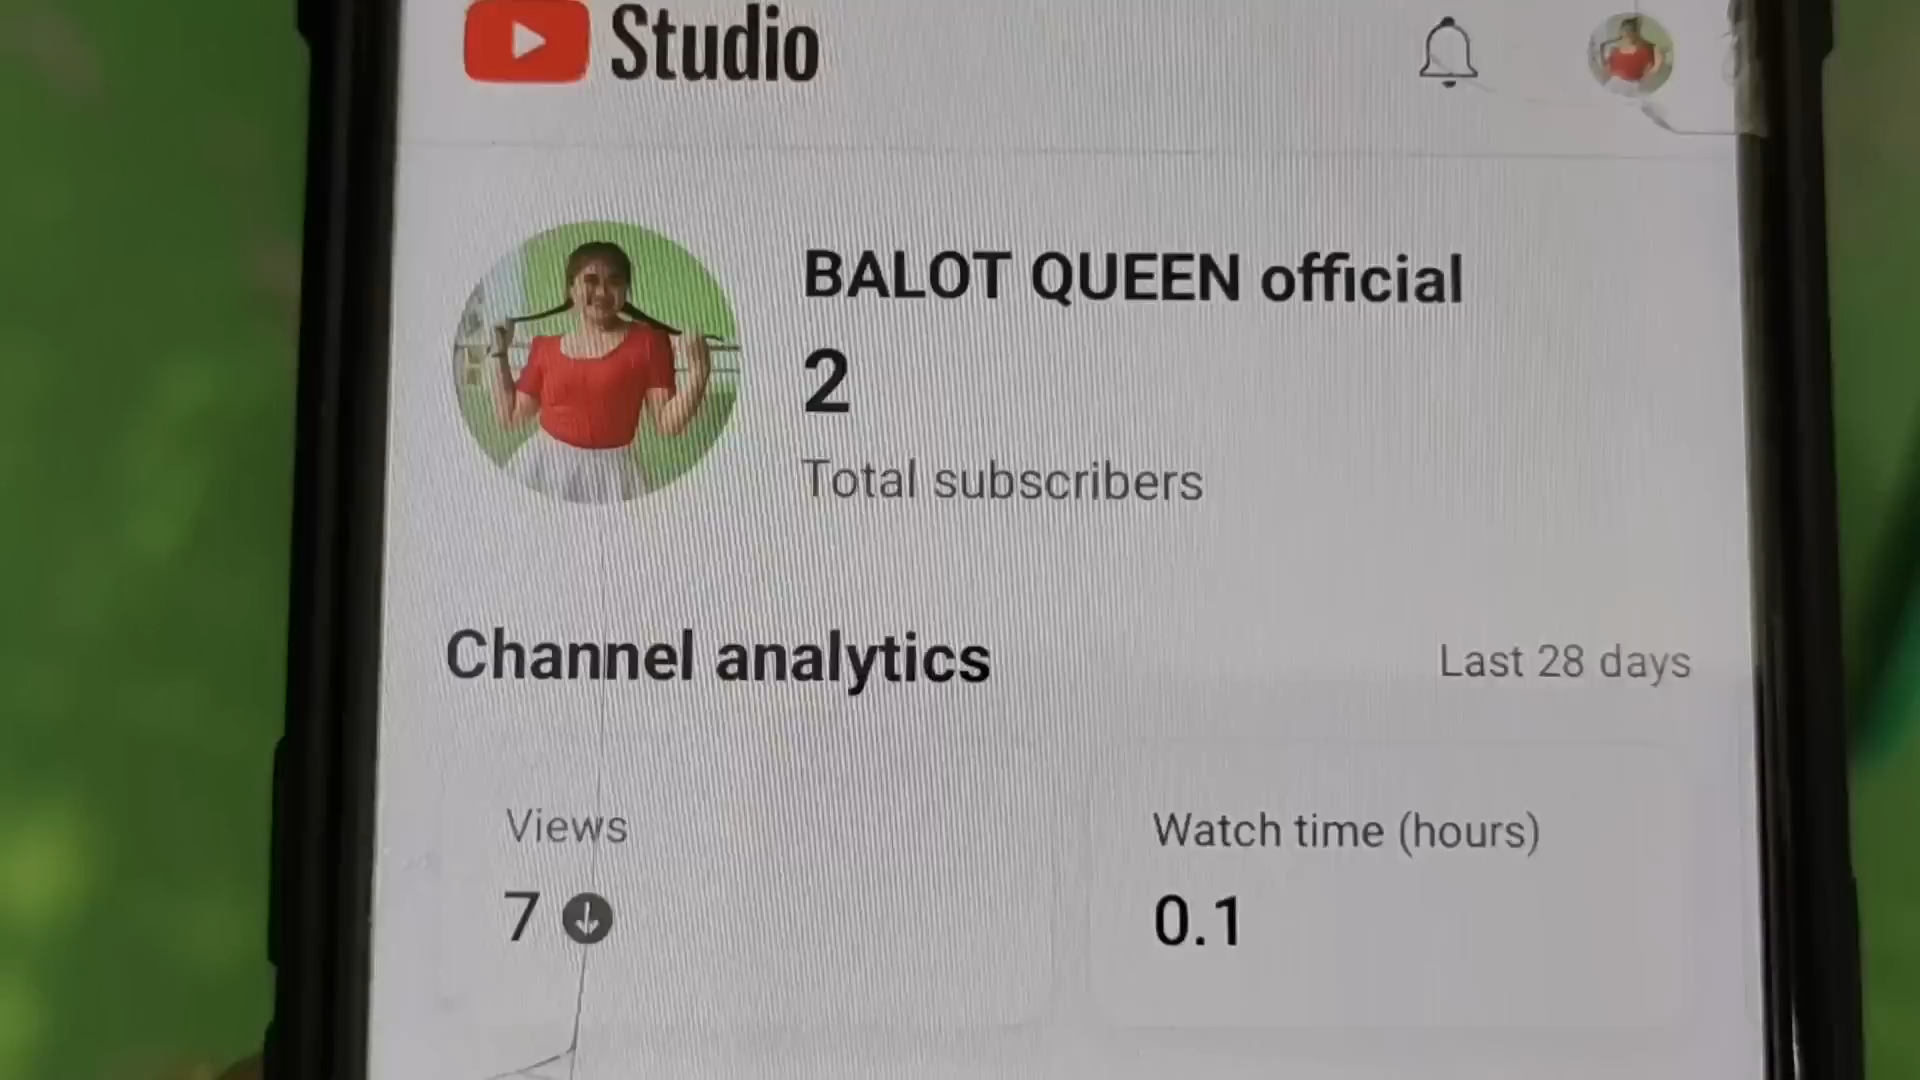 Studio
BALOT QUEEN official
2
Total subscribers
Channel analytics
Last 28 days
Views
Watch time (hours)
7
0.1